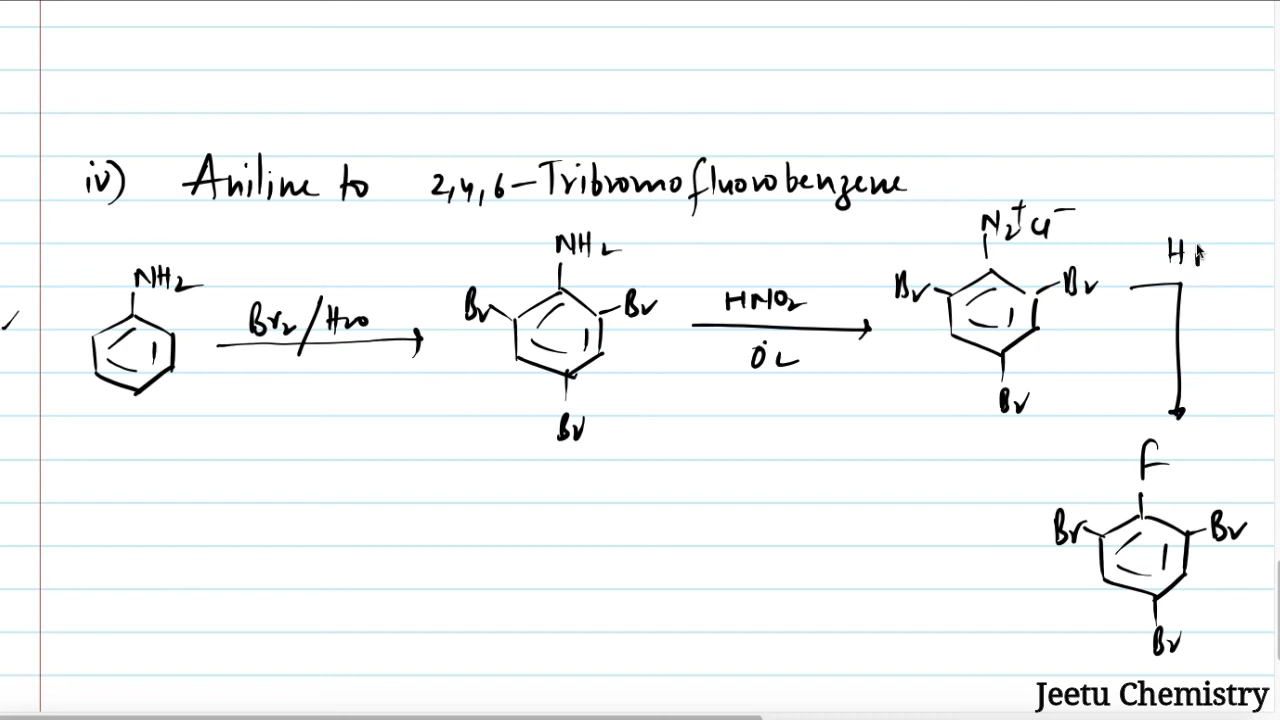 iv) Aniline to 2,4,6-Tribromofluorobenzene
NH2
Br2/H2O
NH2
Br
Br
Br
HNO2
0°C
N2+Cl-
Br
Br
Br
H
F
Br
Br
Br
Jeetu Chemistry